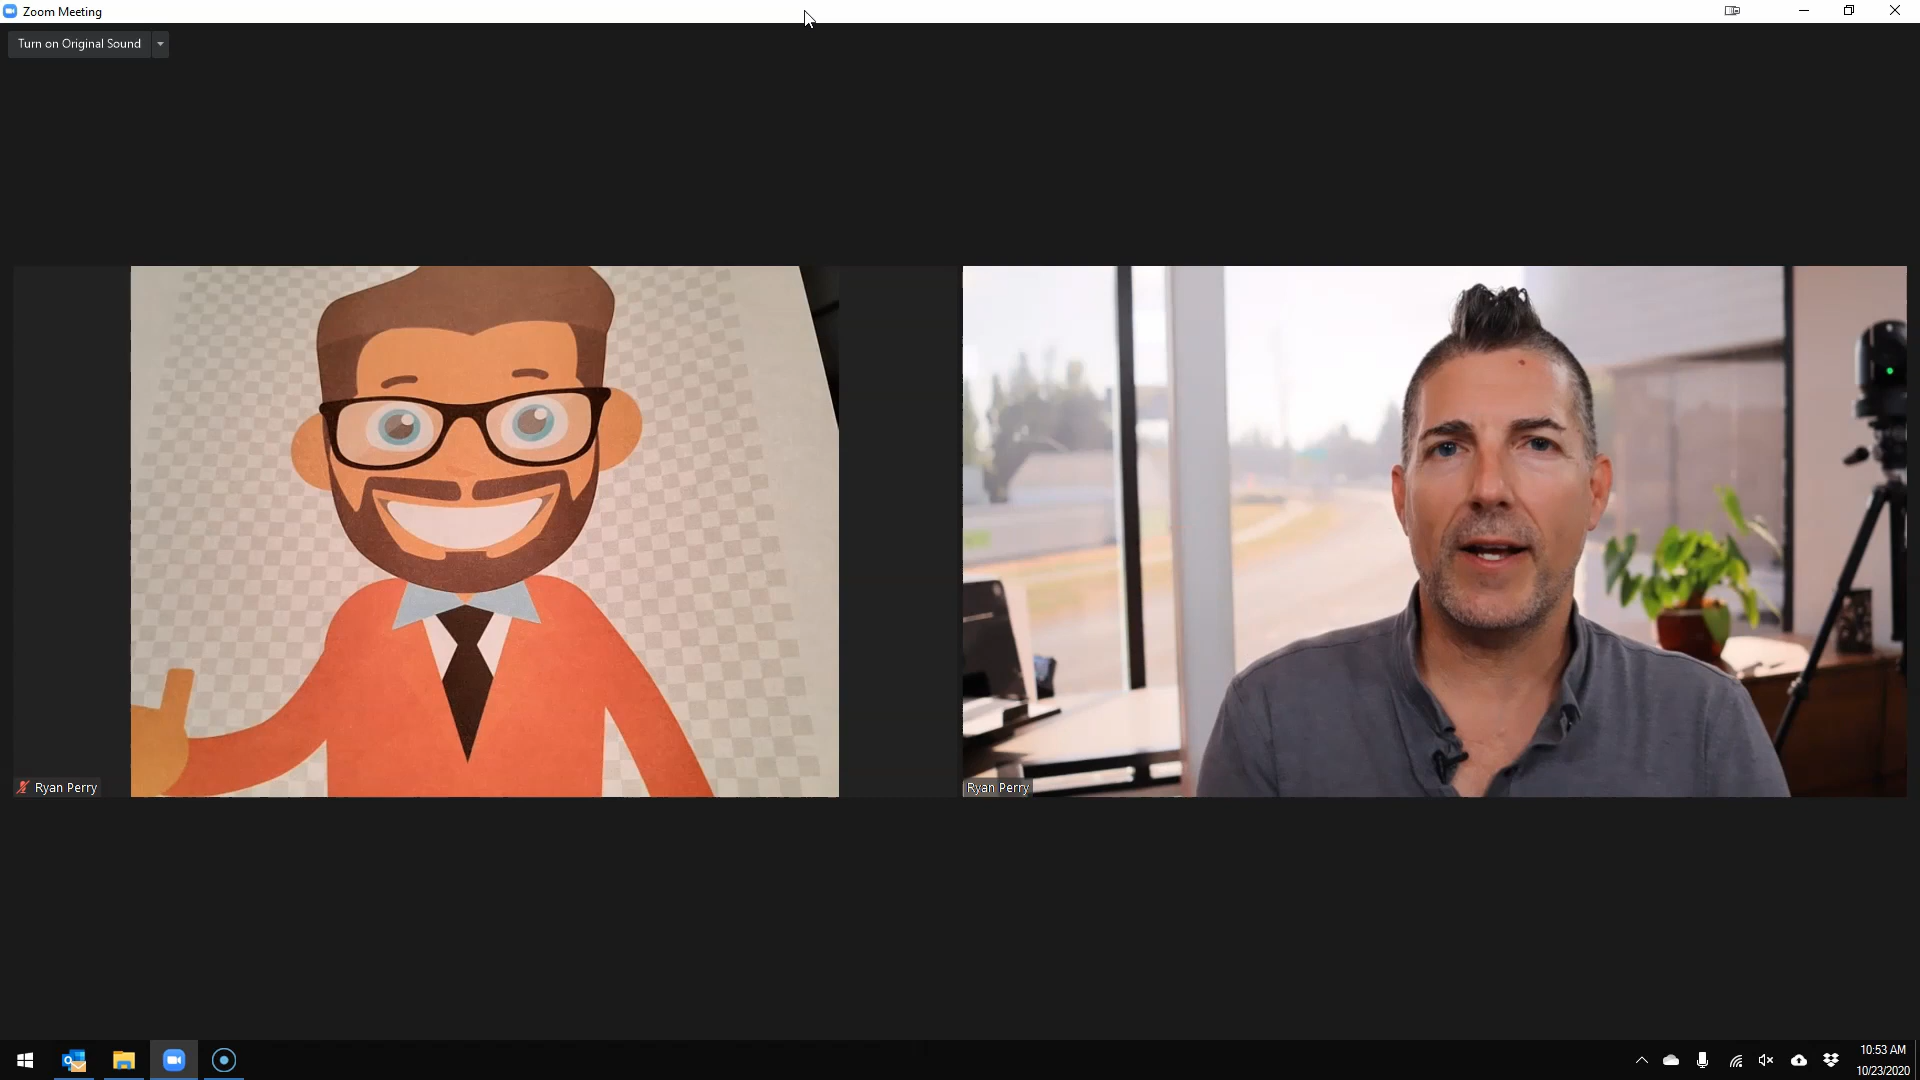 Zoom Meeting
Turn on Original Sound
Ryan Perry
Ryan Perry
10:53 AM
10/23/2020